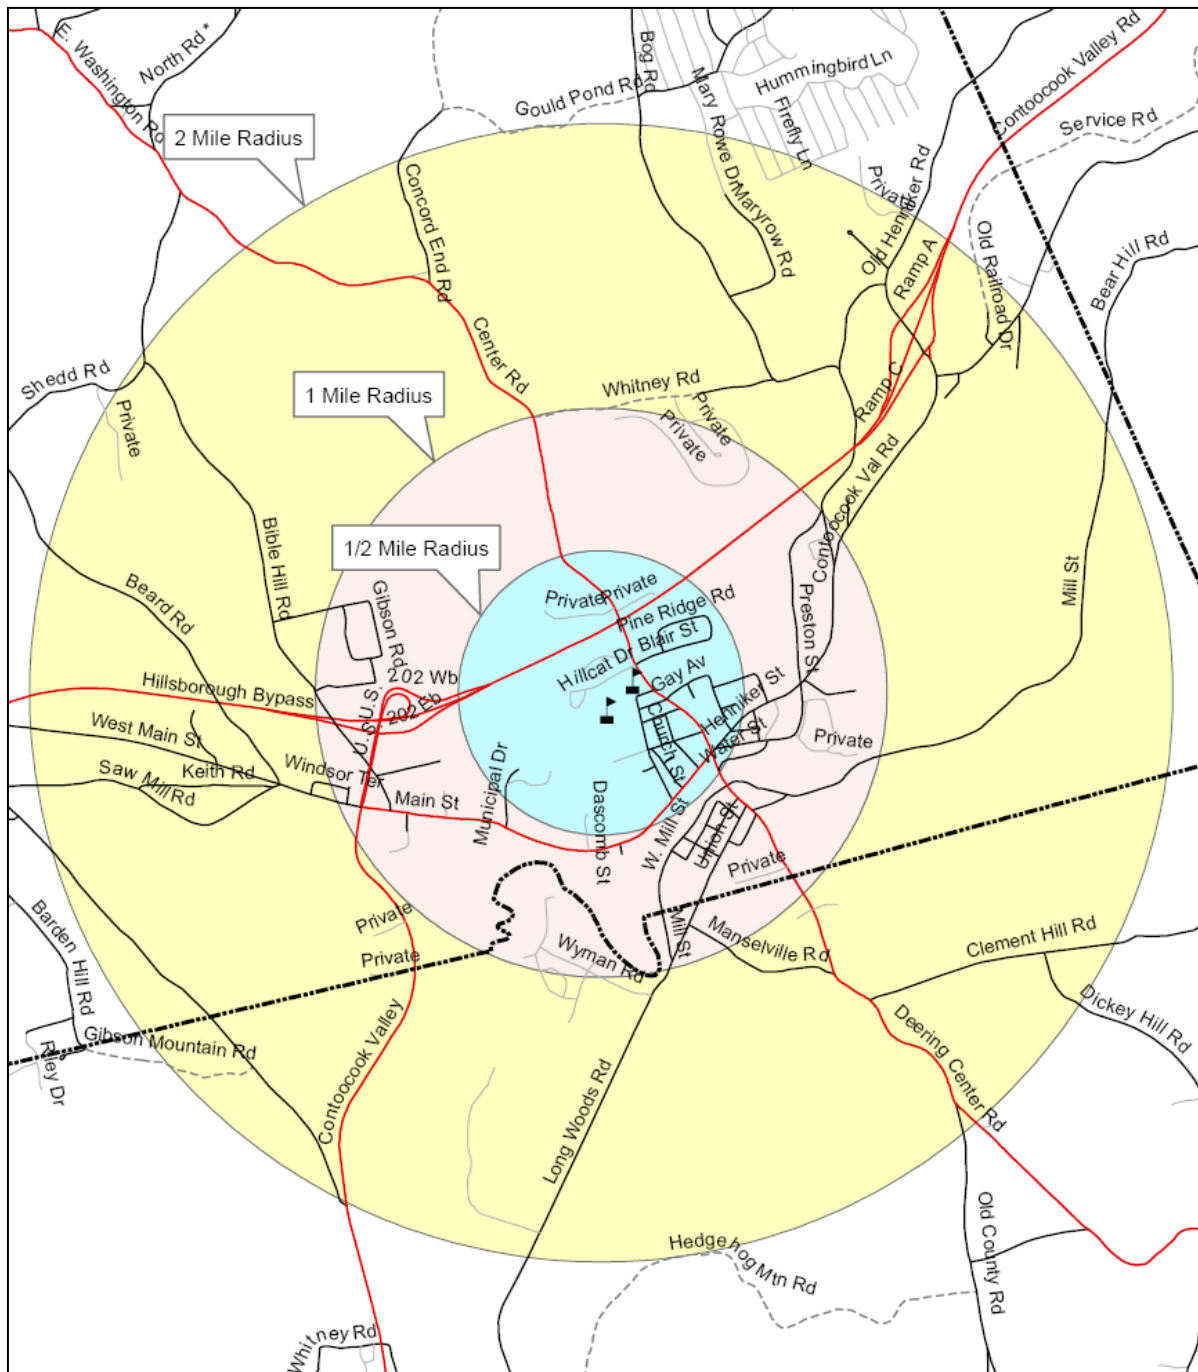 E. Washington Rd
North Rd *
Bog Rd
Hummingbird Ln
Contoocook Valley Rd
Gould Pond Rd
Mary Rowe Dr
Firefly Ln
Service Rd
2 Mile Radius
Concord End Rd
Maryrow Rd
Private
Old Henniker Rd
Ramp A
Old Railroad Dr
Bear Hill Rd
Center Rd
Shedd Rd
1 Mile Radius
Whitney Rd
Ramp C
Private
Private
Private
Contoocook Val Rd
1/2 Mile Radius
Bible Hill Rd
Beard Rd
Gibson Rd
Private
Private
Pine Ridge Rd
Preston St
Mill St
Hillcat Dr
Blair St
Hillsborough Bypass
202 Wb
202 Eb
U.S.
U.S.
Gay Av
Henniker St
Church St
Water St
Private
West Main St
Keith Rd
Saw Mill Rd
Windsor Ter
Main St
Municipal Dr
Dascomb St
W. Mill St
Union St
Private
Barden Hill Rd
Private
Private
Wyman Rd
Mill St
Manselville Rd
Clement Hill Rd
Dickey Hill Rd
Gibson Mountain Rd
Riley Dr
Contoocook Valley
Long Woods Rd
Deering Center Rd
Hedgehog Mtn Rd
Old County Rd
Whitney Rd